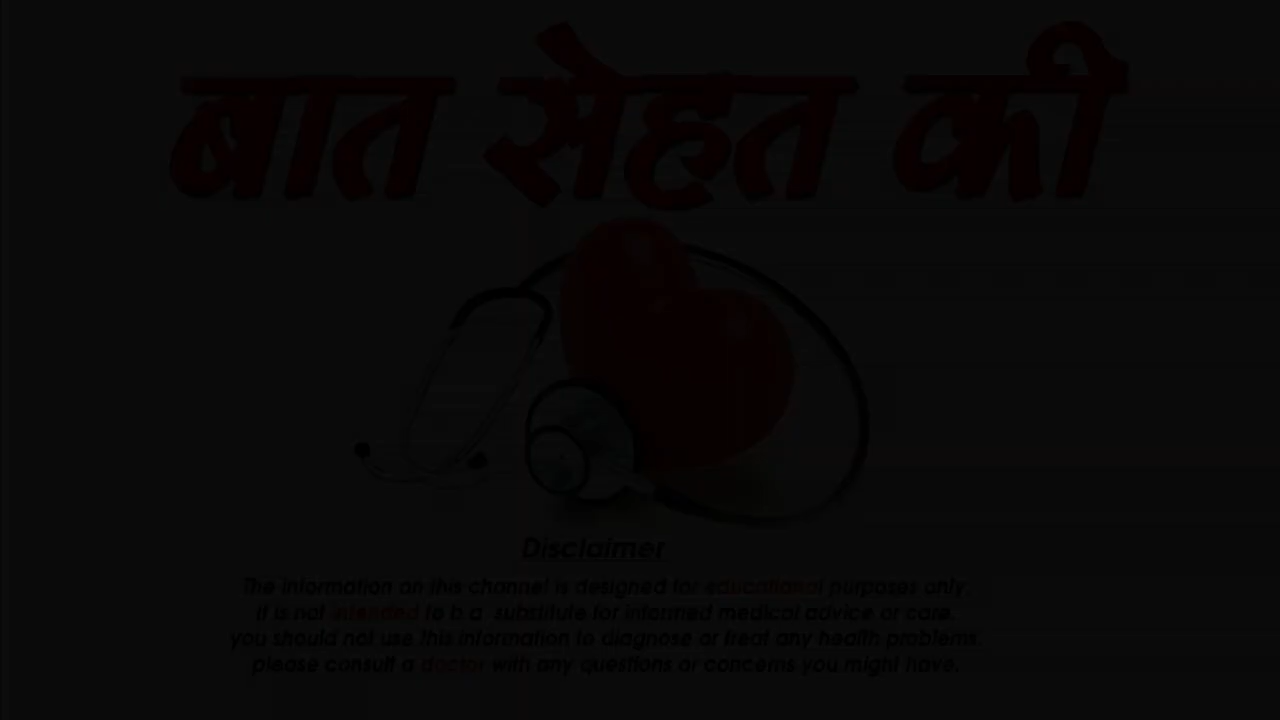 बात सेहत की
Disclaimer
The information on this channel is designed for educational purposes only.
it is not intended to b a substitute for informed medical advice or care.
you should not use this information to diagnose or treat any health problems.
please consult a doctor with any questions or concerns you might have.